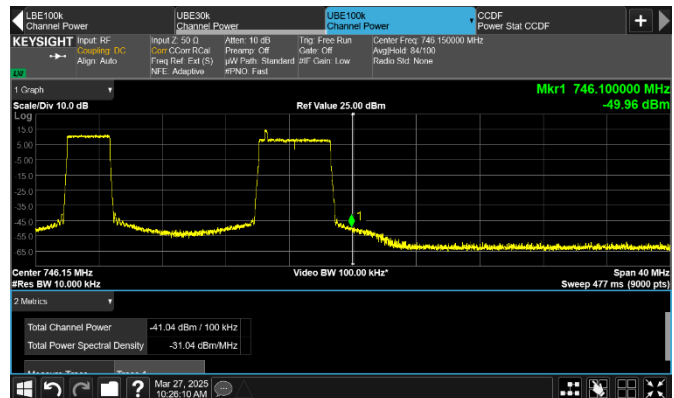 LBE100k
Channel Power
UBE30k
Channel Power
UBE100k
Channel Power
CCDF
Power Stat CCDF
KEYSIGHT
Input: RF
Coupling: DC
Align: Auto
Input Z: 50 Ω
Corr CCorr RCal
Freq Ref: Ext (S)
NFE: Adaptive
Atten: 10 dB
Preamp: Off
µW Path: Standard
#PNO: Fast
Trig: Free Run
Gate: Off
#IF Gain: Low
Center Freq: 746.150000 MHz
Avg|Hold: 84/100
Radio Std: None
LXI
1 Graph
Mkr1 746.100000 MHz
Scale/Div 10.0 dB
Ref Value 25.00 dBm
-49.96 dBm
Log
15.0
5.00
-5.00
-15.0
-25.0
-35.0
-45.0
-55.0
-65.0
1
Center 746.15 MHz
Video BW 100.00 kHz*
Span 40 MHz
#Res BW 10.000 kHz
Sweep 477 ms (9000 pts)
2 Metrics
Total Channel Power -41.04 dBm / 100 kHz
Total Power Spectral Density -31.04 dBm/MHz
Mar 27, 2025
10:26:10 AM